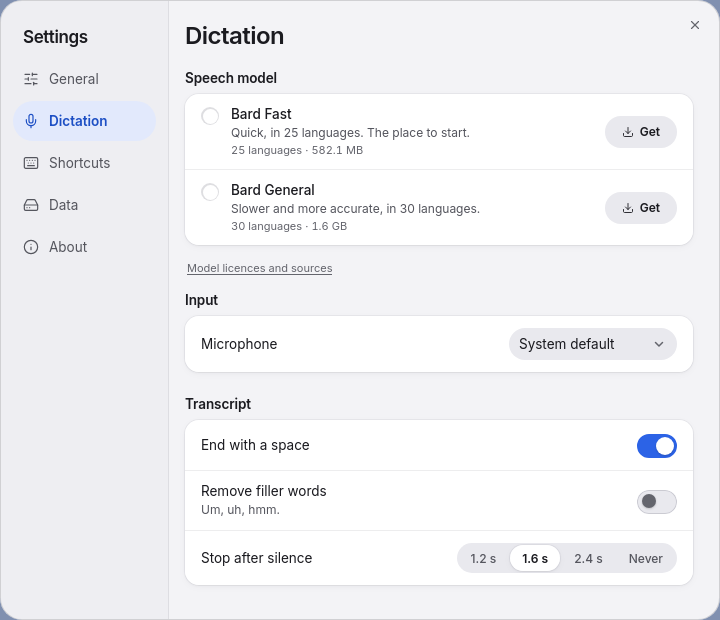 Settings
General
Dictation
Shortcuts
Data
About
Dictation
Speech model
Bard Fast
Quick, in 25 languages. The place to start.
25 languages · 582.1 MB
Get
Bard General
Slower and more accurate, in 30 languages.
30 languages · 1.6 GB
Get
Model licences and sources
Input
Microphone
System default
Transcript
End with a space
Remove filler words
Um, uh, hmm.
Stop after silence
1.2 s 1.6 s 2.4 s Never